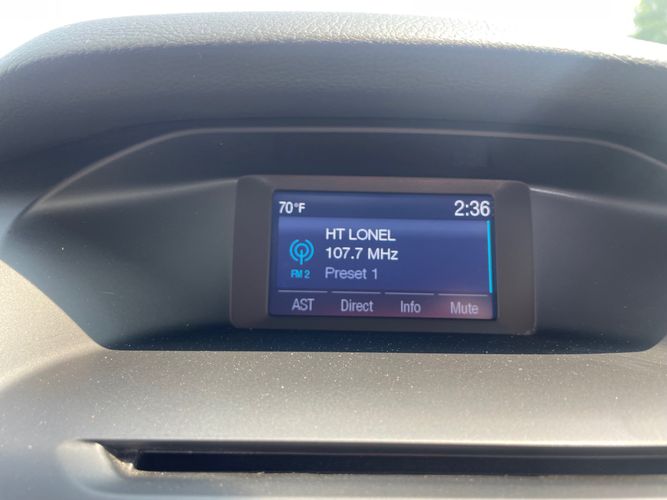 70°F 2:36
HT LONEL
107.7 MHz
FM 2 Preset 1
AST Direct Info Mute